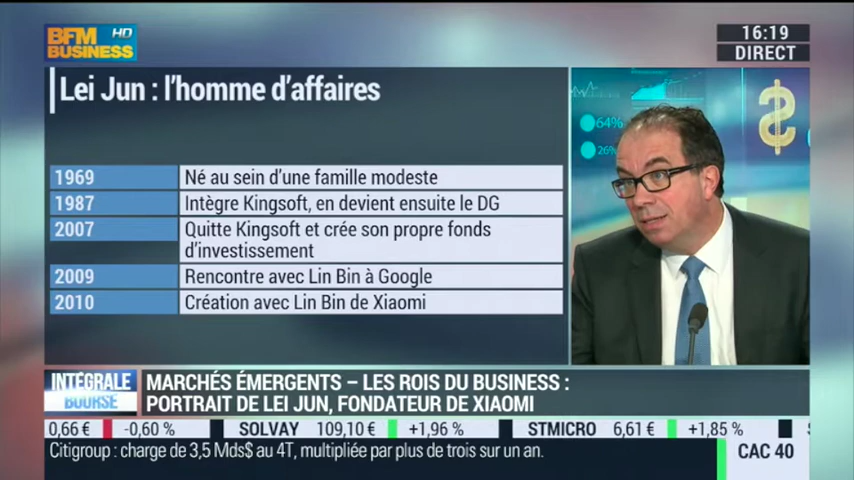 BFM HD
BUSINESS
16:19
DIRECT
Lei Jun : l'homme d'affaires
1969 Né au sein d'une famille modeste
1987 Intègre Kingsoft, en devient ensuite le DG
2007 Quitte Kingsoft et crée son propre fonds
d'investissement
2009 Rencontre avec Lin Bin à Google
2010 Création avec Lin Bin de Xiaomi
64%
26%
$
INTÉGRALE
BOURSE
MARCHÉS ÉMERGENTS – LES ROIS DU BUSINESS :
PORTRAIT DE LEI JUN, FONDATEUR DE XIAOMI
0,66 € -0,60 % SOLVAY 109,10 € +1,96 % STMICRO 6,61 € +1,85 % S
Citigroup : charge de 3,5 Mds$ au 4T, multipliée par plus de trois sur un an.
CAC 40